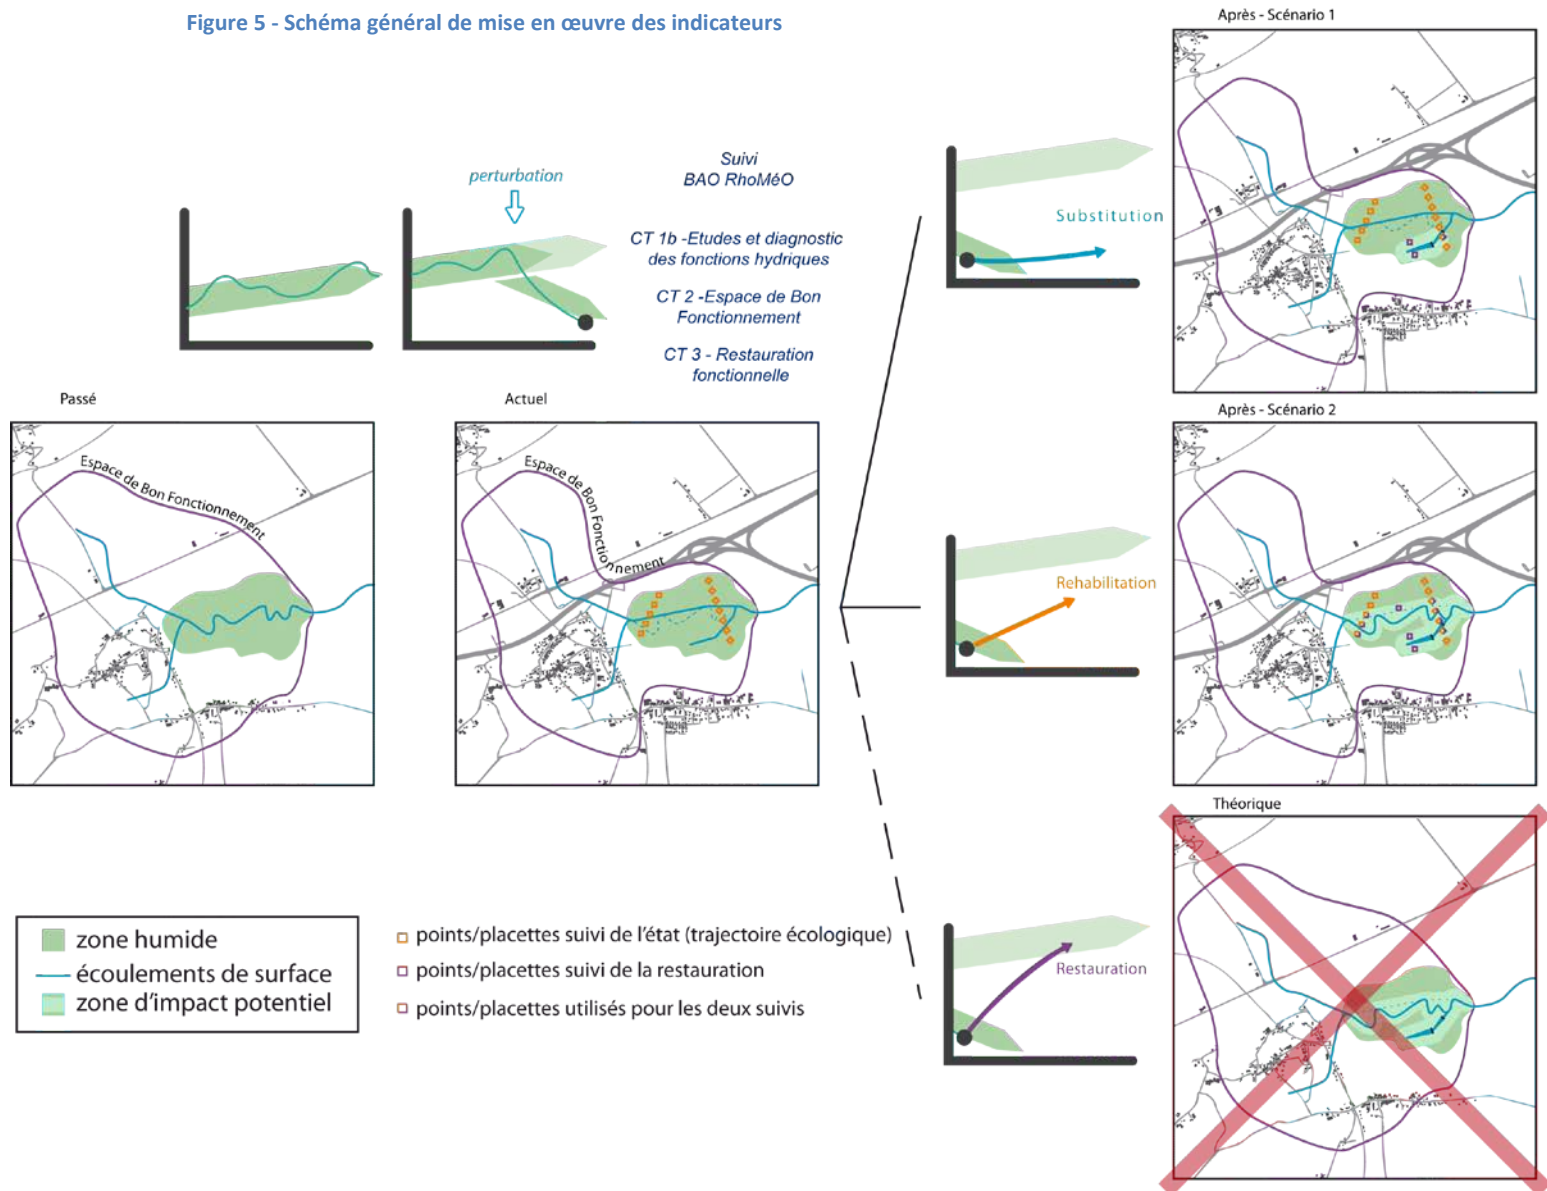 Figure 5 - Schéma général de mise en œuvre des indicateurs
perturbation
Suivi
BAO RhoMéO
CT 1b -Etudes et diagnostic
des fonctions hydriques
CT 2 -Espace de Bon
Fonctionnement
CT 3 - Restauration
fonctionnelle
Passé
Espace de Bon Fonctionnement
Actuel
Espace de Bon Fonctionnement
Substitution
Après - Scénario 1
Rehabilitation
Après - Scénario 2
Restauration
Théorique
zone humide
écoulements de surface
zone d'impact potentiel
points/placettes suivi de l'état (trajectoire écologique)
points/placettes suivi de la restauration
points/placettes utilisés pour les deux suivis